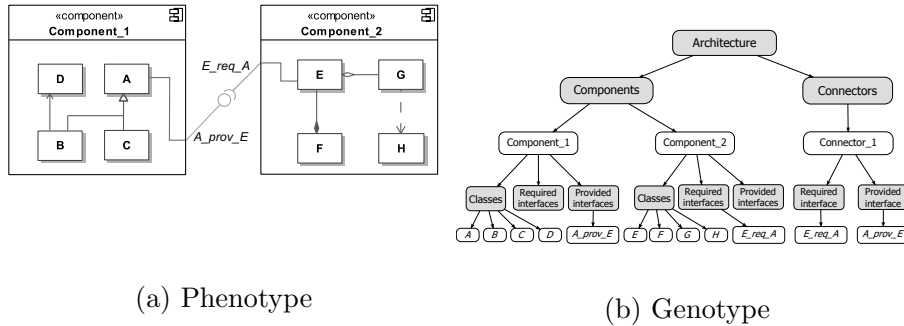 «component»
Component_1
D
A
B
C
E_req_A
A_prov_E
«component»
Component_2
E
G
F
H
(a) Phenotype
Architecture
Components
Connectors
Component_1
Component_2
Connector_1
Classes
Required
interfaces
Provided
interfaces
Classes
Required
interfaces
Provided
interfaces
Required
interface
Provided
interface
A
B
C
D
A_prov_E
E
F
G
H
E_req_A
E_req_A
A_prov_E
(b) Genotype